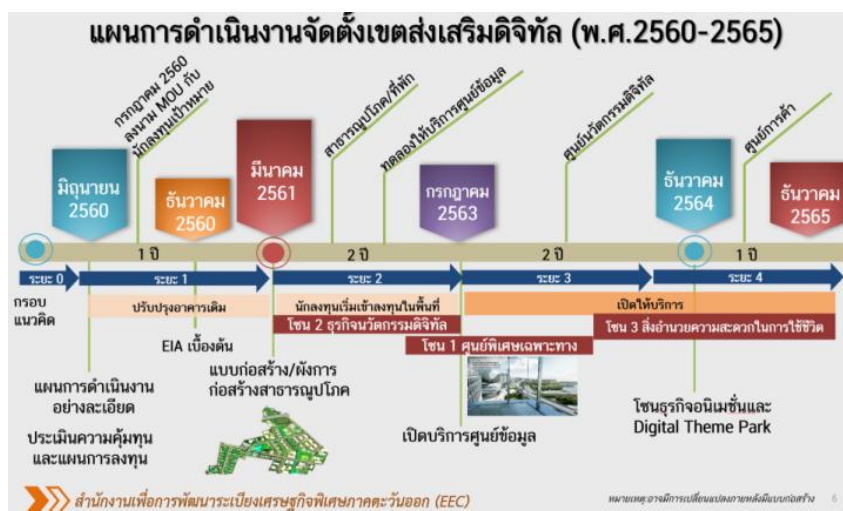 แผนการดำเนินงานจัดตั้งเขตส่งเสริมดิจิทัล (พ.ศ.2560-2565)
กรกฎาคม 2560
ลงนาม MOU กับ
นักลงทุนเป้าหมาย
สาธารณูปโภค/ที่พัก
ทดลองให้บริการศูนย์ข้อมูล
ศูนย์นวัตกรรมดิจิทัล
ศูนย์การค้า
มิถุนายน
2560
ธันวาคม
2560
มีนาคม
2561
กรกฎาคม
2563
ธันวาคม
2564
ธันวาคม
2565
1 ปี
2 ปี
2 ปี
1 ปี
ระยะ 0
ระยะ 1
ระยะ 2
ระยะ 3
ระยะ 4
กรอบ
แนวคิด
ปรับปรุงอาคารเดิม
นักลงทุนเริ่มเข้าลงทุนในพื้นที่
เปิดให้บริการ
โซน 2 ธุรกิจนวัตกรรมดิจิทัล
โซน 3 สิ่งอำนวยความสะดวกในการใช้ชีวิต
โซน 1 ศูนย์พิเศษเฉพาะทาง
EIA เบื้องต้น
แบบก่อสร้าง/ผังการ
ก่อสร้างสาธารณูปโภค
แผนการดำเนินงาน
อย่างละเอียด
ประเมินความคุ้มทุน
และแผนการลงทุน
เปิดบริการศูนย์ข้อมูล
โซนธุรกิจอนิเมชั่นและ
Digital Theme Park
สำนักงานเพื่อการพัฒนาระเบียงเศรษฐกิจพิเศษภาคตะวันออก (EEC)
หมายเหตุ:อาจมีการเปลี่ยนแปลงภายหลังมีแบบก่อสร้าง 6